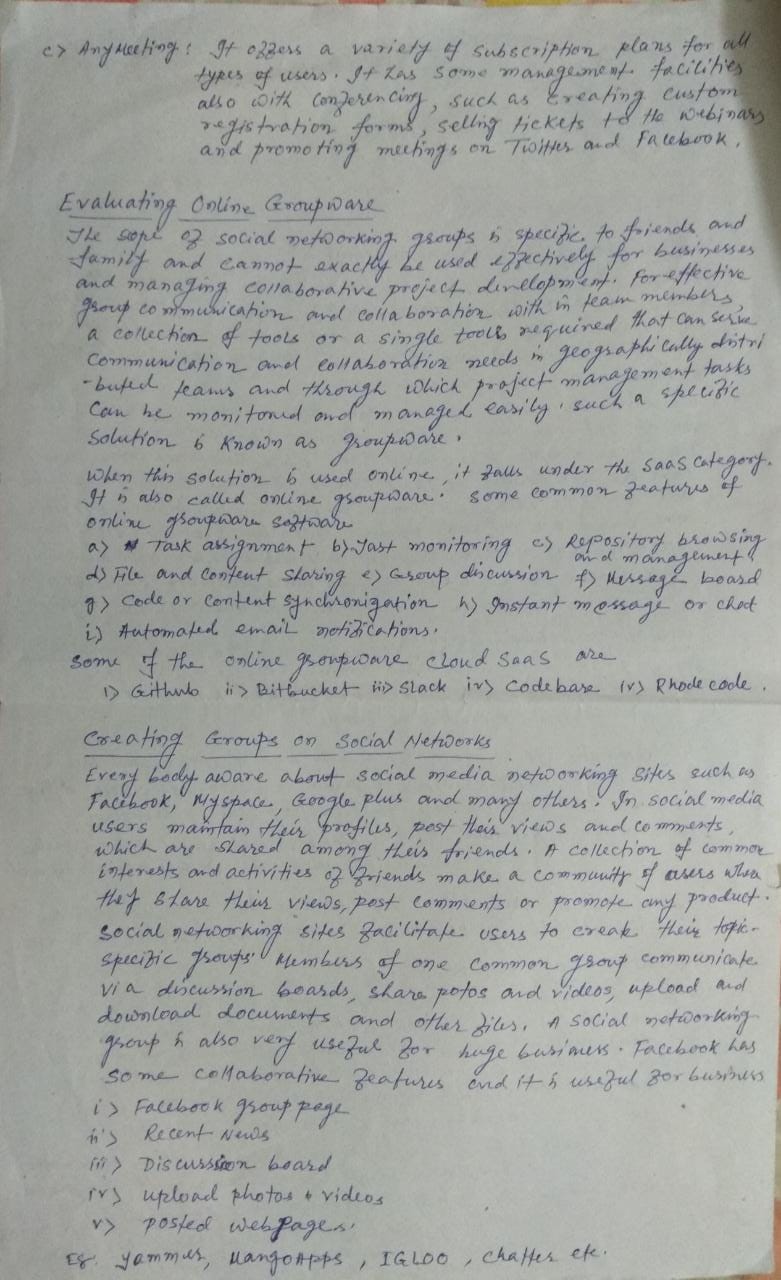 c) AnyMeeting: It offers a variety of subscription plans for all
types of users. It has some management facilities
also with conferencing, such as creating custom
registration forms, selling tickets to the webinars
and promoting meetings on Twitter and Facebook.
Evaluating Online Groupware
The scope of social networking groups is specific to friends and
family and cannot exactly be used effectively for businesses
and managing collaborative project development. For effective
group communication and collaboration with in team members,
a collection of tools or a single tool is required that can serve
communication and collaboration needs in geographically distri
-buted teams and through which project management tasks
can be monitored and managed easily. such a specific
solution is known as groupware.
When this solution is used online, it falls under the SaaS category.
It is also called online groupware. some common features of
online groupware software
a) Task assignment b) Tast monitoring c) Repository browsing
and management
d) File and content sharing e) Group discussion f) Message board
g) Code or content synchronization h) Instant message or chat
i) Automated email notifications.
some of the online groupware cloud SaaS are
i) Github ii) Bitbucket iii) Slack iv) Codebase (v) Rhode code.
Creating Groups on Social Networks
Every body aware about social media networking sites such as
Facebook, Myspace, Google plus and many others. In social media
users maintain their profiles, post their views and comments,
which are shared among their friends. A collection of common
interests and activities of friends make a community of users when
they share their views, post comments or promote any product.
social networking sites facilitate users to create their topic-
specific groups. Members of one common group communicate
via discussion boards, share potos and videos, upload and
download documents and other files. A social networking
group is also very useful for huge business. Facebook has
some collaborative features and it is useful for business
i) Facebook group page
ii) Recent News
iii) Discussion board
iv) upload photos & videos
v) posted webpages.
Eg. Yammer, MangoApps, IGLOO, Chatter etc.